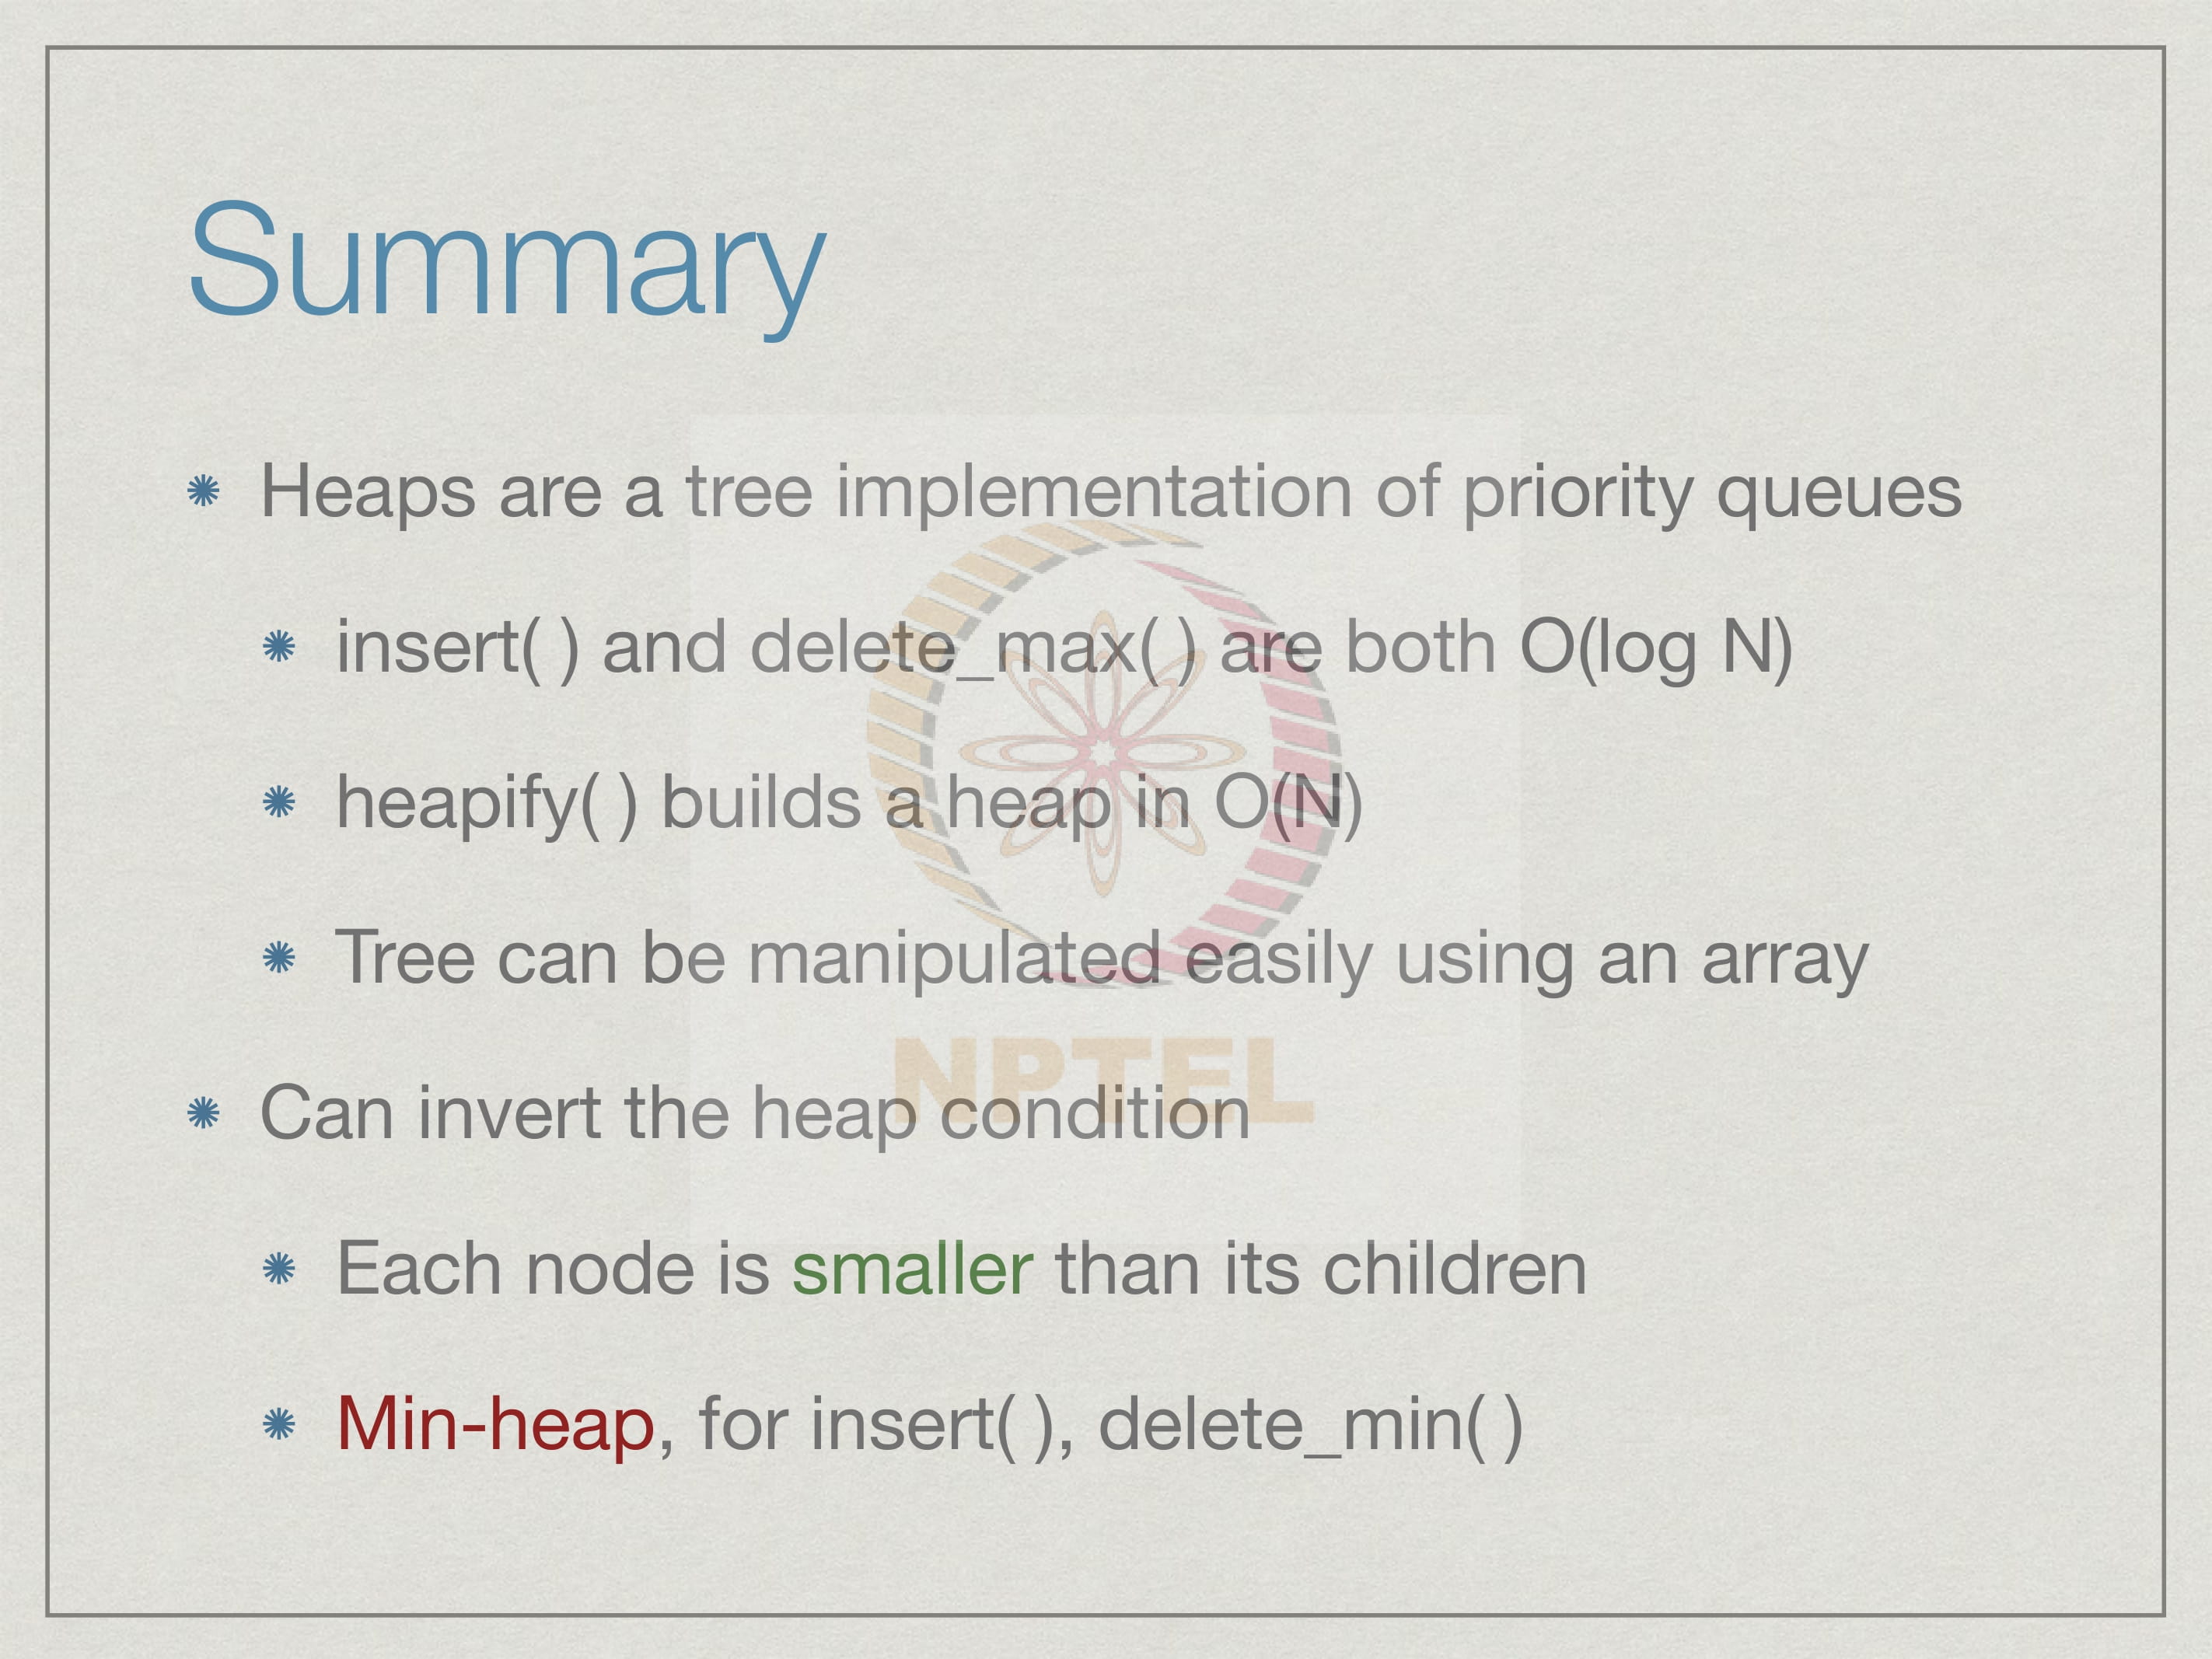 Summary
Heaps are a tree implementation of priority queues
insert( ) and delete_max( ) are both O(log N)
heapify( ) builds a heap in O(N)
Tree can be manipulated easily using an array
NPTEL
Can invert the heap condition
Each node is smaller than its children
Min-heap, for insert( ), delete_min( )